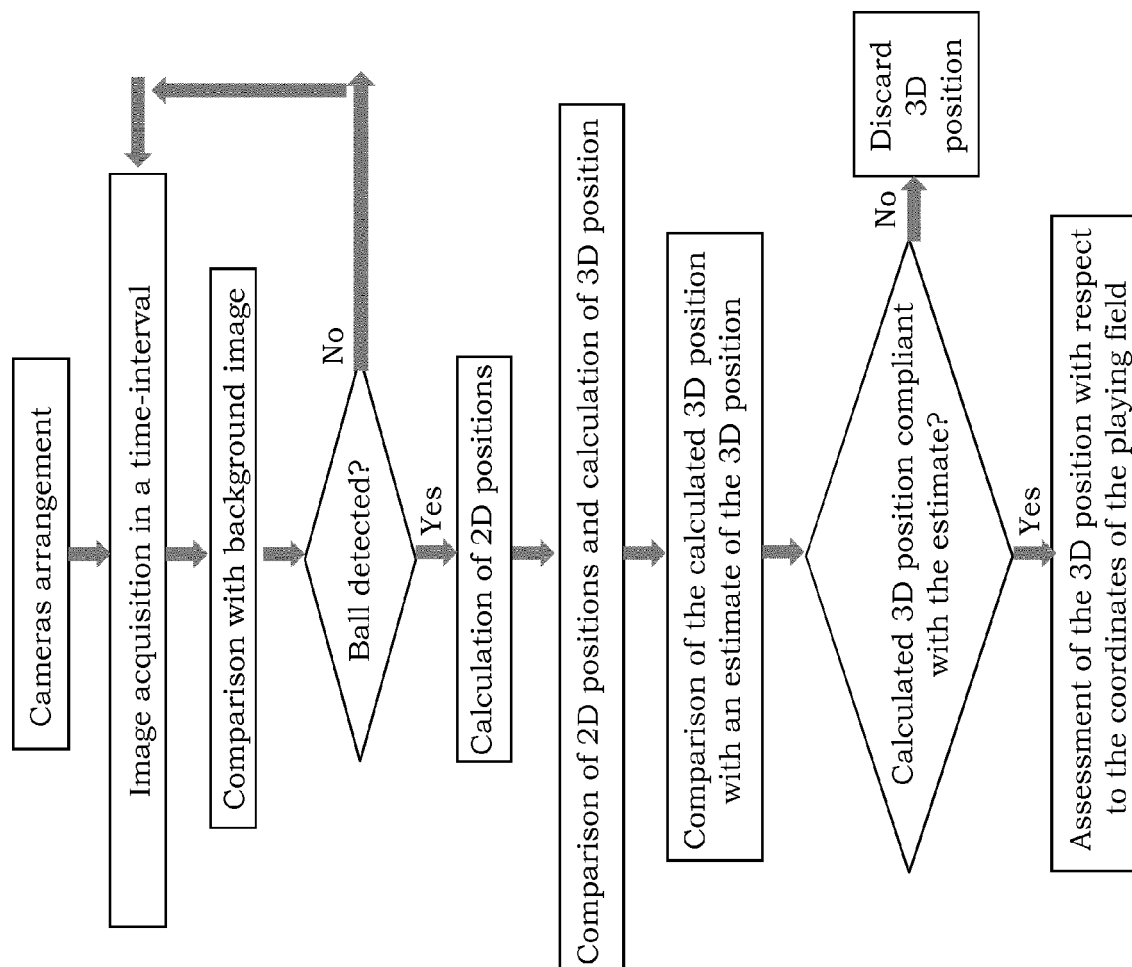 Cameras arrangement
Image acquisition in a time-interval
Comparison with background image
Ball detected?
No
Yes
Calculation of 2D positions
Comparison of 2D positions and calculation of 3D position
Comparison of the calculated 3D position
with an estimate of the 3D position
Calculated 3D position compliant
with the estimate?
No
Discard
3D
position
Yes
Assessment of the 3D position with respect
to the coordinates of the playing field